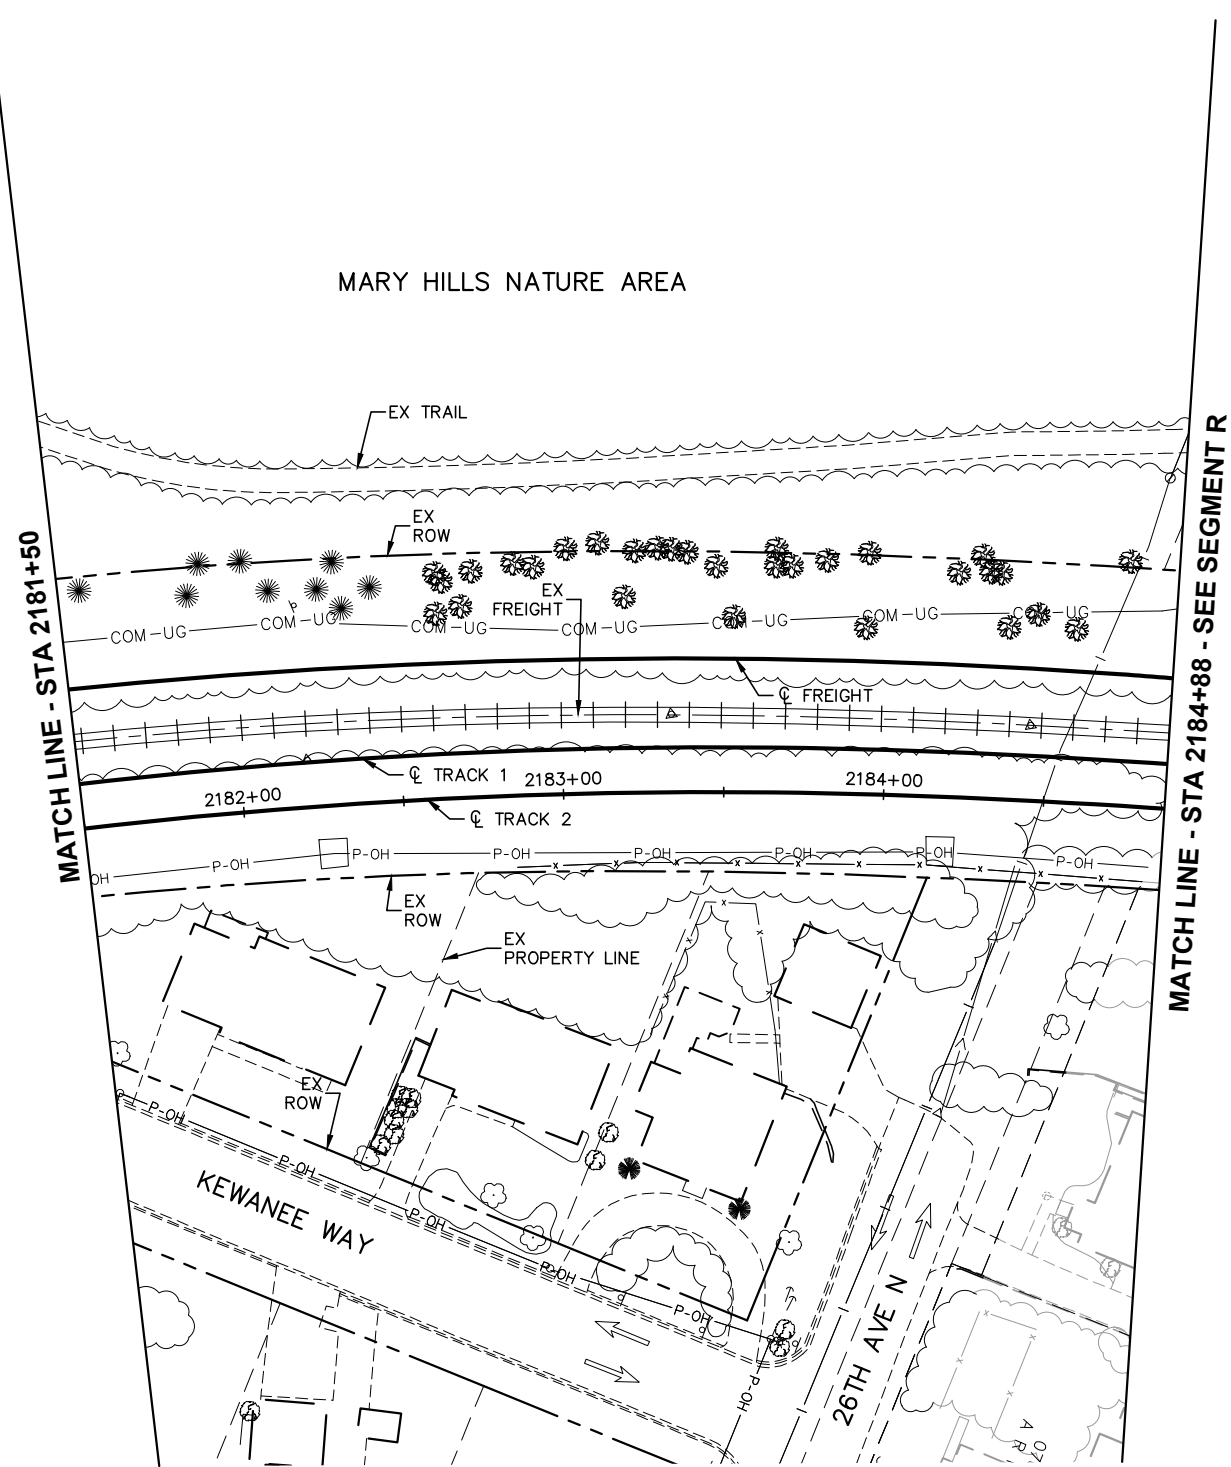 MARY HILLS NATURE AREA
EX TRAIL
EX
ROW
EX
FREIGHT
COM-UG
COM-UG
COM-UG
COM-UG
COM-UG
COM-UG
COM-UG
℄ FREIGHT
℄ TRACK 1
2182+00
2183+00
2184+00
℄ TRACK 2
OH
P-OH
P-OH
P-OH
P-OH
P-OH
P-OH
P-OH
EX
ROW
EX
PROPERTY LINE
EX
ROW
P-OH
P-OH
P-OH
P-OH
P-OH
P-OH
KEWANEE WAY
26TH AVE N
MATCH LINE - STA 2181+50
MATCH LINE - STA 2184+88 - SEE SEGMENT R